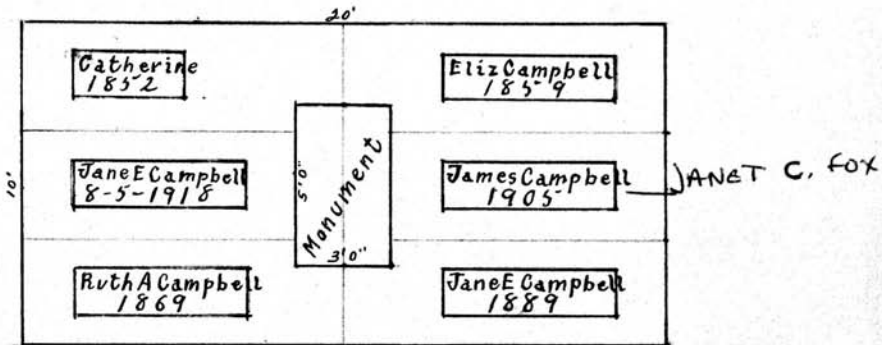 20'
Catherine
1852
Eliz Campbell
1859
10'
Jane E Campbell
8-5-1918
5'0"
Monument
3'0"
James Campbell
1905
JANET C. FOX
Ruth A Campbell
1869
Jane E Campbell
1889